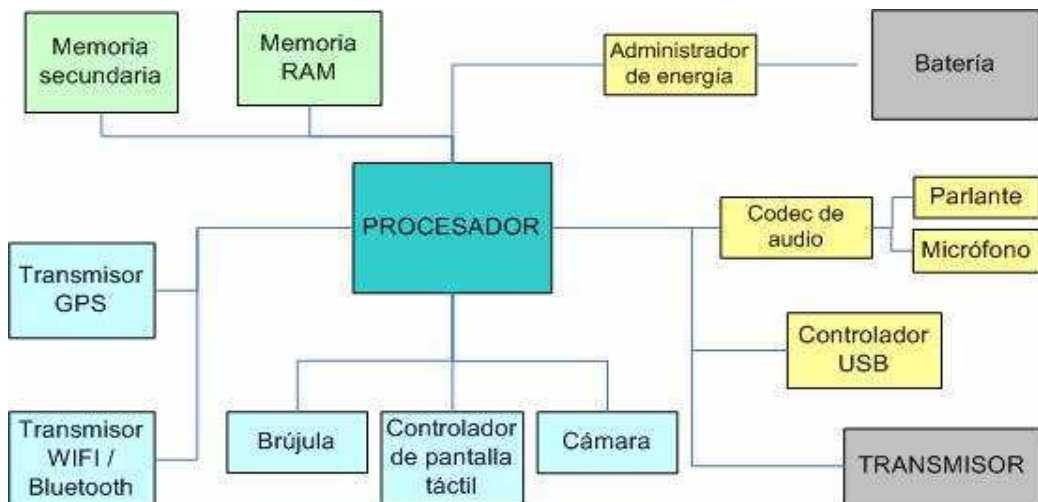 Memoria
secundaria
Memoria
RAM
Administrador
de energía
Batería
PROCESADOR
Codec de
audio
Parlante
Micrófono
Transmisor
GPS
Controlador
USB
Transmisor
WIFI /
Bluetooth
Brújula
Controlador
de pantalla
táctil
Cámara
TRANSMISOR